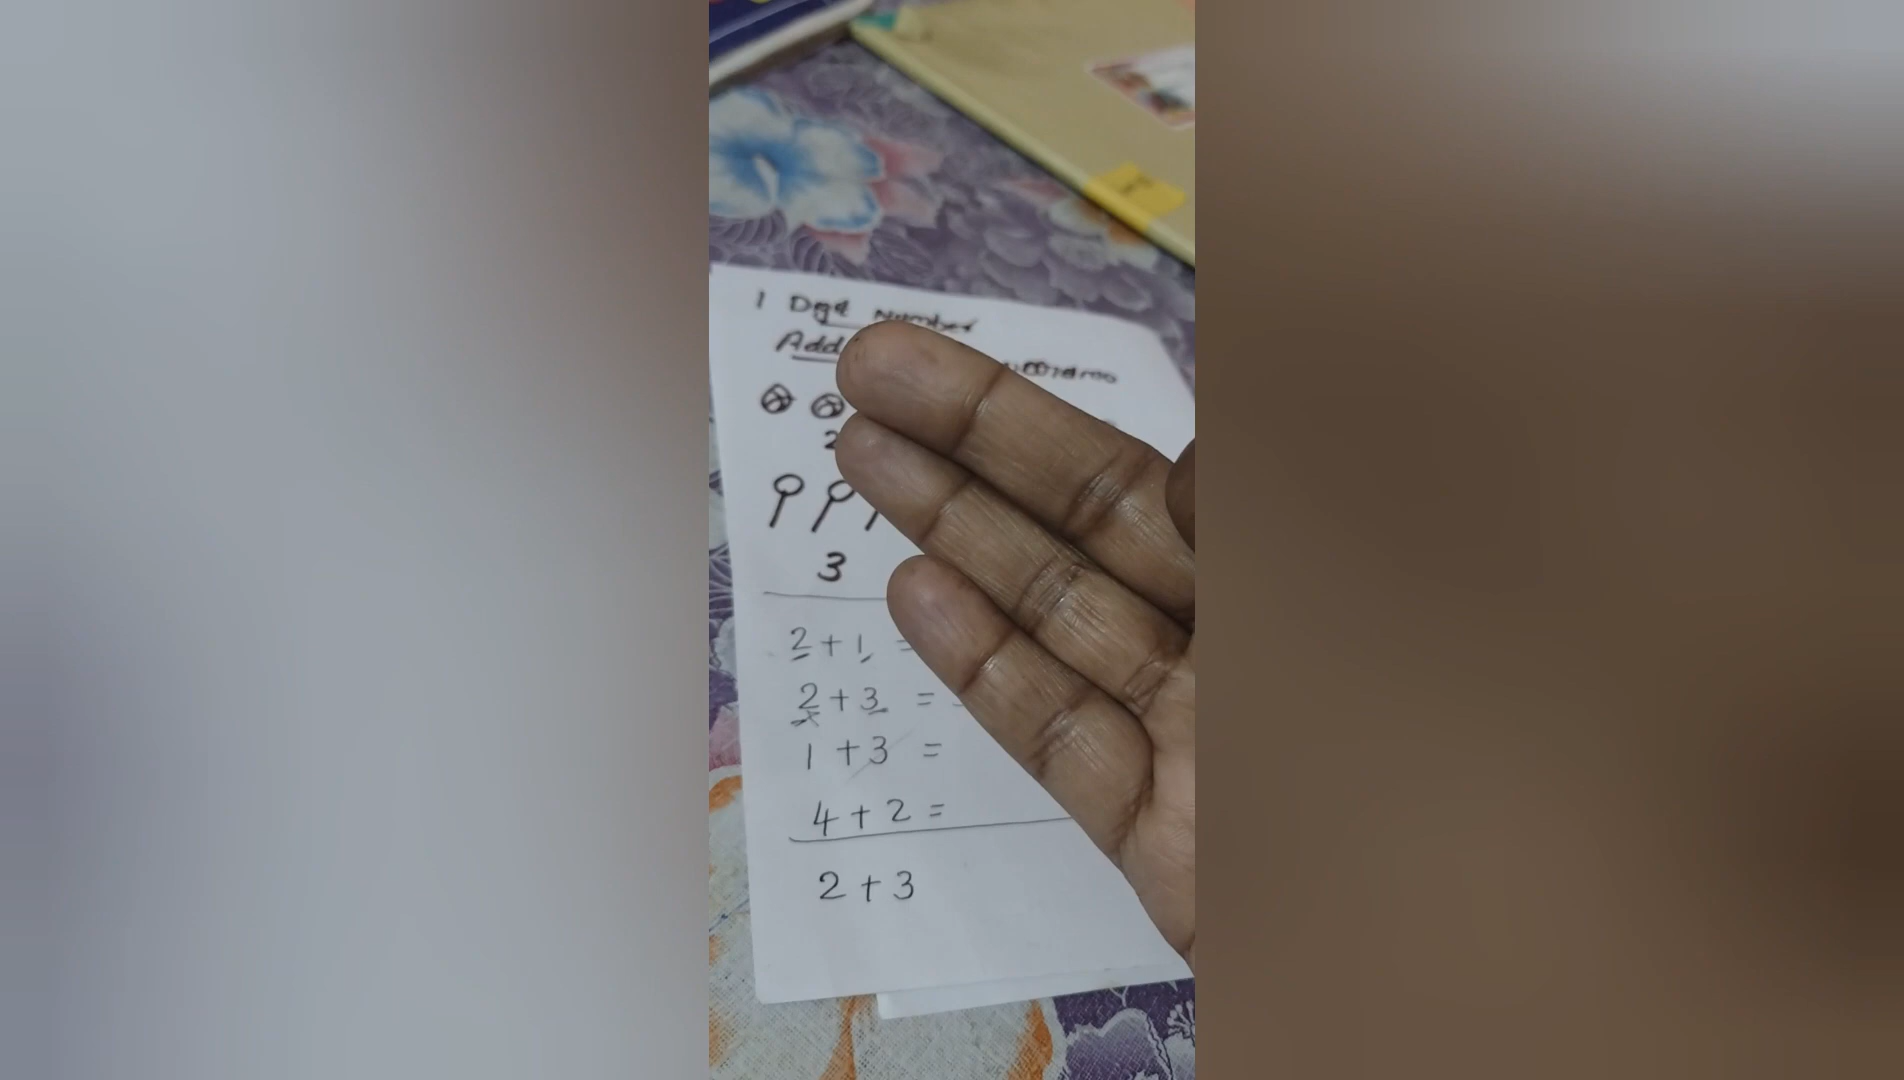 1 Digit Number
Add
2
3
2 + 1 =
2 + 3 =
1 + 3 =
4 + 2 =
2 + 3